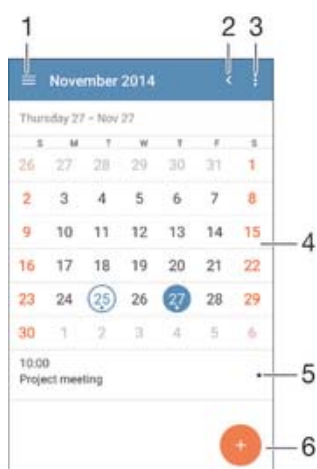 1 2 3
November 2014
Thursday 27 - Nov 27
S M T W T F S
26 27 28 29 30 31 1
2 3 4 5 6 7 8
9 10 11 12 13 14 15
4
16 17 18 19 20 21 22
23 24 25 26 27 28 29
30 1 2 3 4 5 6
10:00
Project meeting
5
+
6